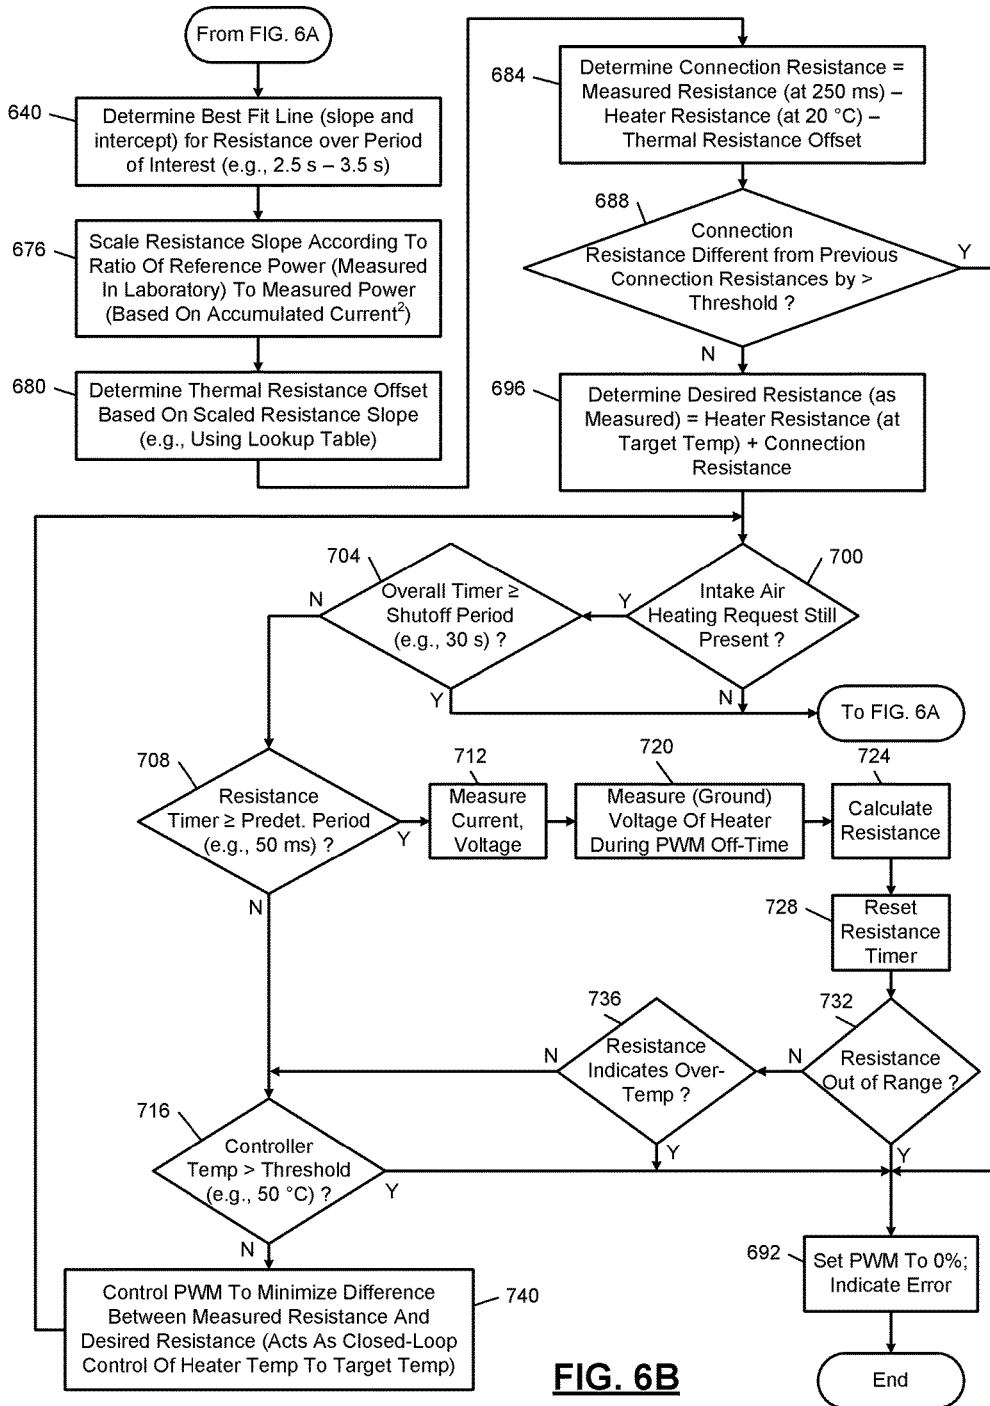 From FIG. 6A
640
Determine Best Fit Line (slope and
intercept) for Resistance over Period
of Interest (e.g., 2.5 s – 3.5 s)
676
Scale Resistance Slope According To
Ratio Of Reference Power (Measured
In Laboratory) To Measured Power
(Based On Accumulated Current²)
680
Determine Thermal Resistance Offset
Based On Scaled Resistance Slope
(e.g., Using Lookup Table)
684
Determine Connection Resistance =
Measured Resistance (at 250 ms) –
Heater Resistance (at 20 °C) –
Thermal Resistance Offset
688
Connection
Resistance Different from Previous
Connection Resistances by >
Threshold ?
Y
N
696
Determine Desired Resistance (as
Measured) = Heater Resistance (at
Target Temp) + Connection
Resistance
700
Intake Air
Heating Request Still
Present ?
Y
N
704
Overall Timer ≥
Shutoff Period
(e.g., 30 s) ?
N
Y
To FIG. 6A
708
Resistance
Timer ≥ Predet. Period
(e.g., 50 ms) ?
Y
N
712
Measure
Current,
Voltage
720
Measure (Ground)
Voltage Of Heater
During PWM Off-Time
724
Calculate
Resistance
728
Reset
Resistance
Timer
732
Resistance
Out of Range ?
N
Y
736
Resistance
Indicates Over-
Temp ?
N
Y
716
Controller
Temp > Threshold
(e.g., 50 °C) ?
Y
N
740
Control PWM To Minimize Difference
Between Measured Resistance And
Desired Resistance (Acts As Closed-Loop
Control Of Heater Temp To Target Temp)
692
Set PWM To 0%;
Indicate Error
End
FIG. 6B